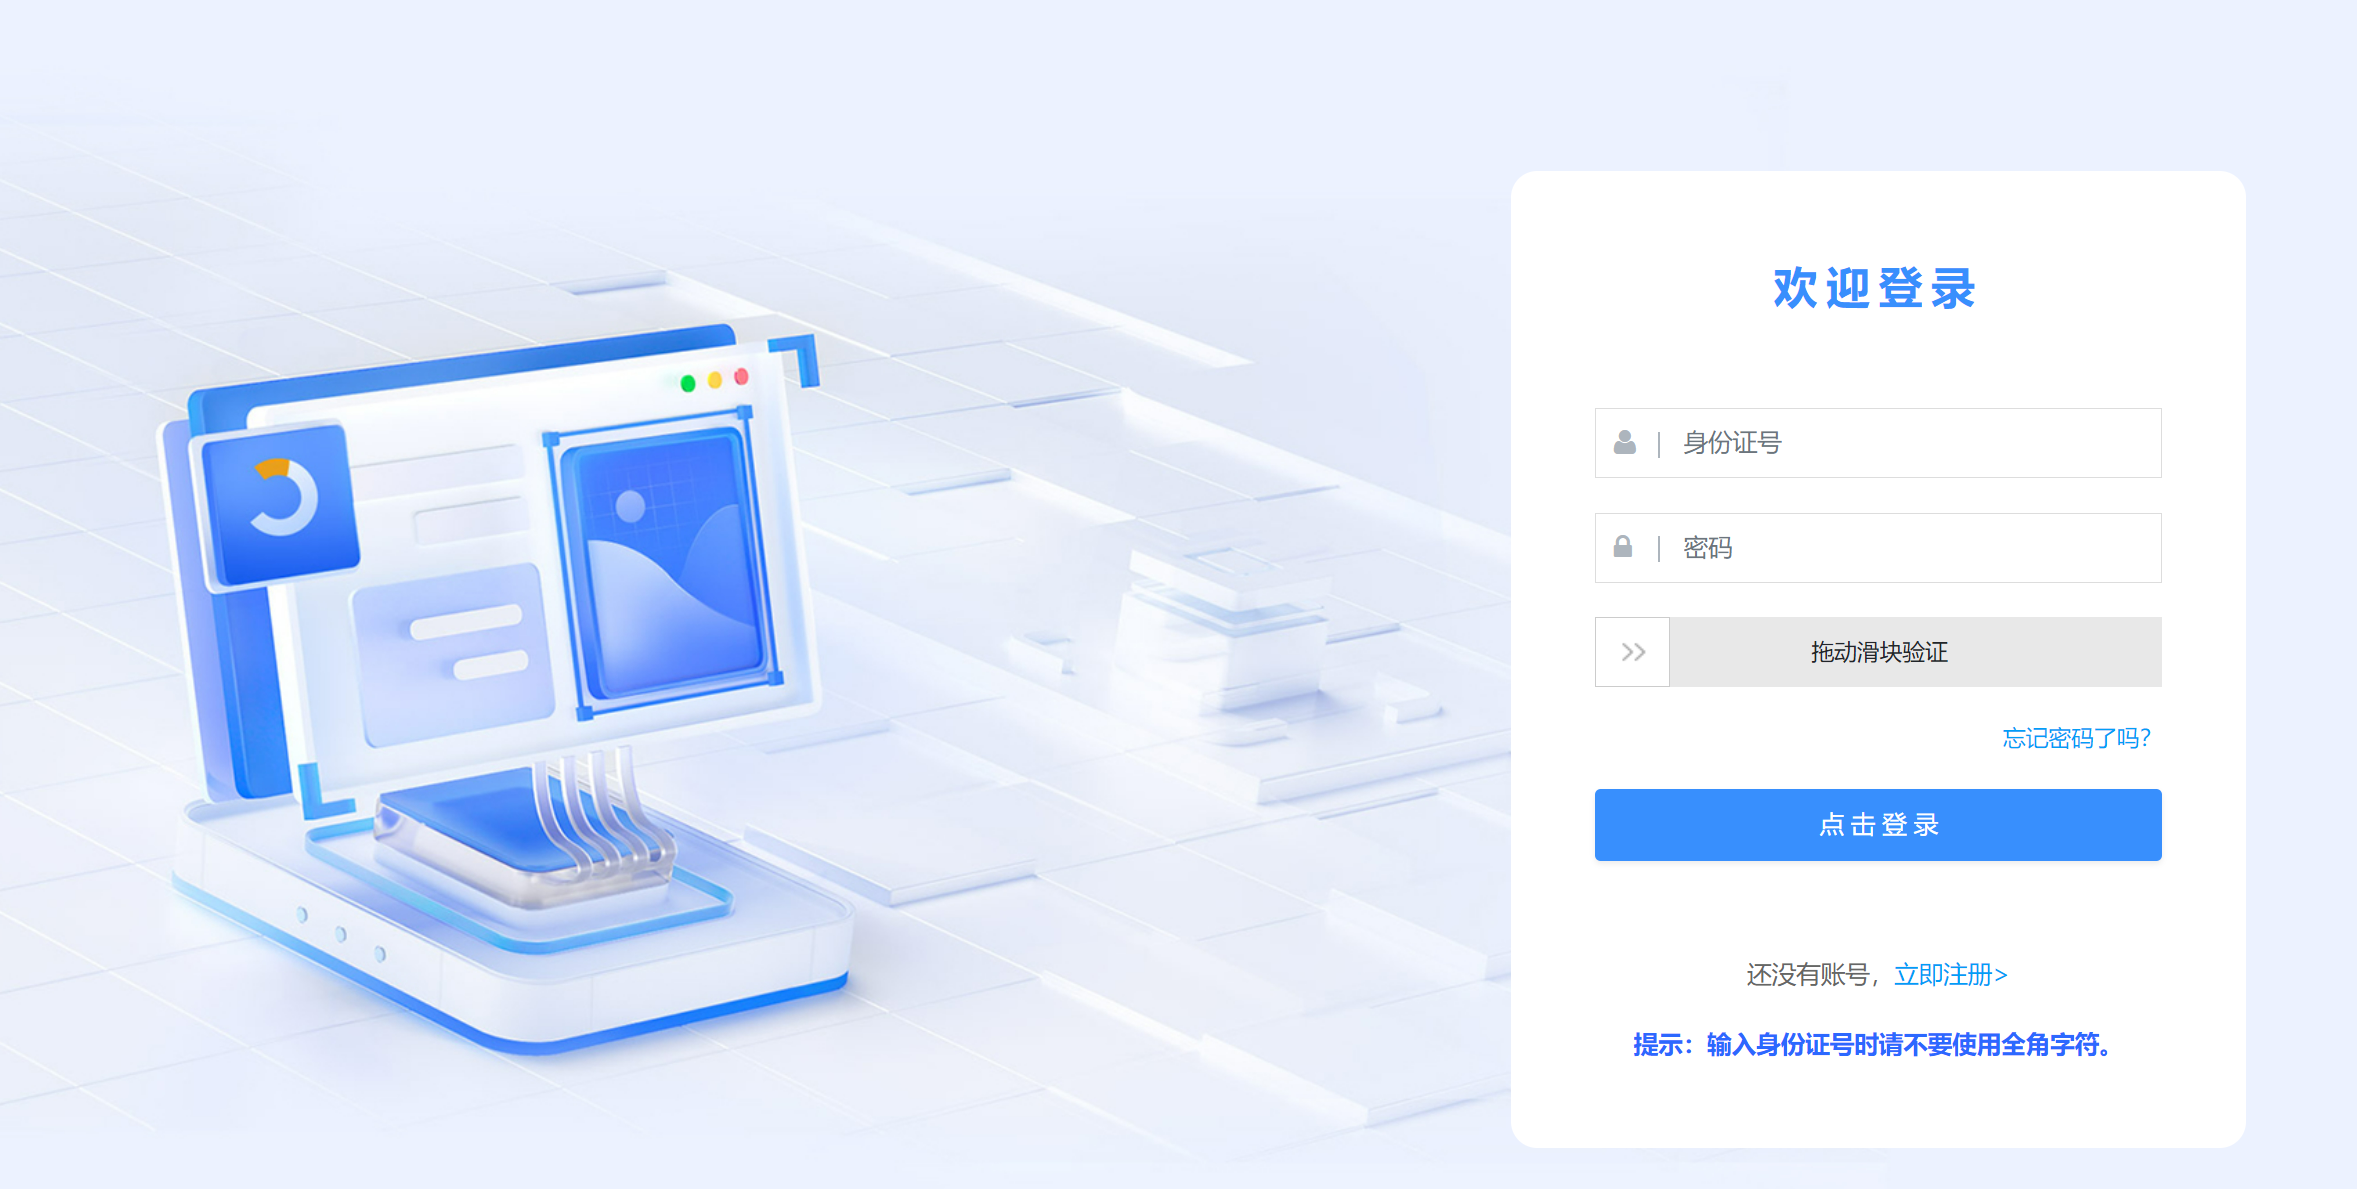 欢迎登录
身份证号
密码
拖动滑块验证
忘记密码了吗?
点击登录
还没有账号，立即注册>
提示：输入身份证号时请不要使用全角字符。